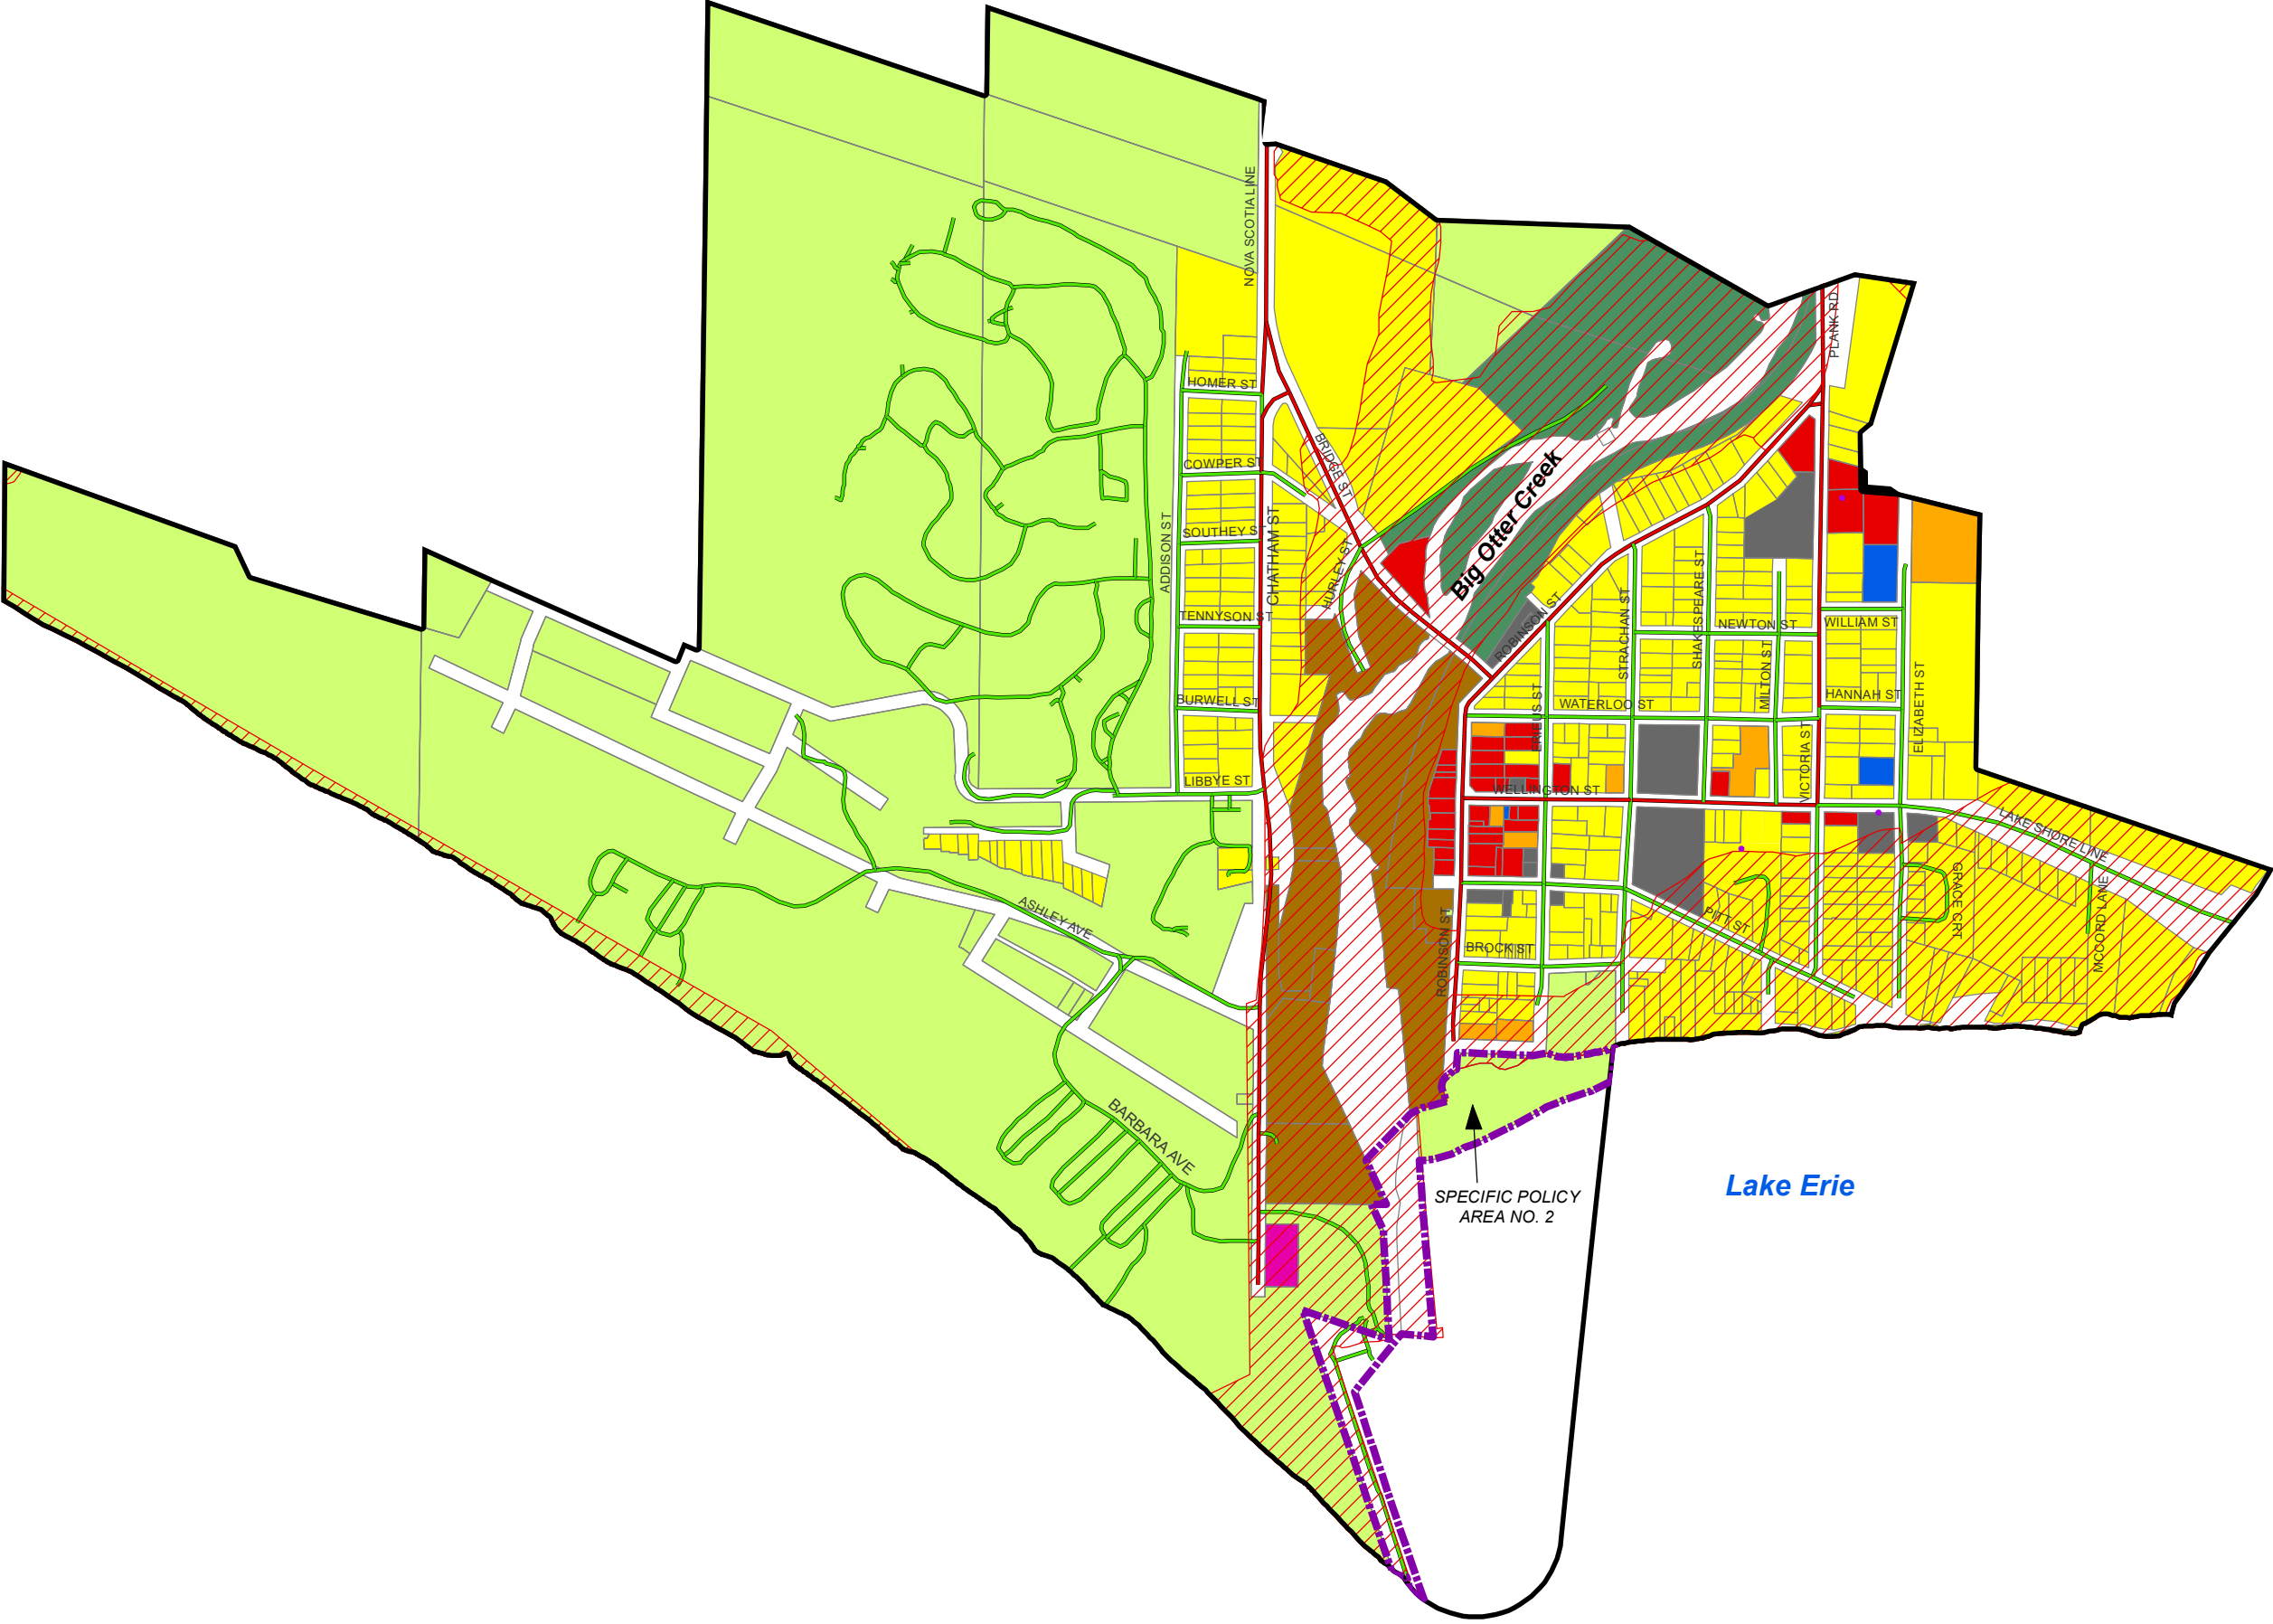 NOVA SCOTIA LINE
PLANK RD
HOMER ST
BRIDGE ST
COWPER ST
Big Otter Creek
ADDISON ST
SOUTHEY ST
CHATHAM ST
HURLEY ST
TENNYSON ST
ROBINSON ST
STRACHAN ST
SHAKESPEARE ST
NEWTON ST
WILLIAM ST
MILTON ST
BURWELL ST
ERIEUS ST
WATERLOO ST
HANNAH ST
VICTORIA ST
ELIZABETH ST
LIBBYE ST
WELLINGTON ST
LAKE SHORE LINE
ASHLEY AVE
ROBINSON ST
BROCK ST
PITT ST
GRACE CRT
MCCORD LANE
BARBARA AVE
SPECIFIC POLICY
AREA NO. 2
Lake Erie